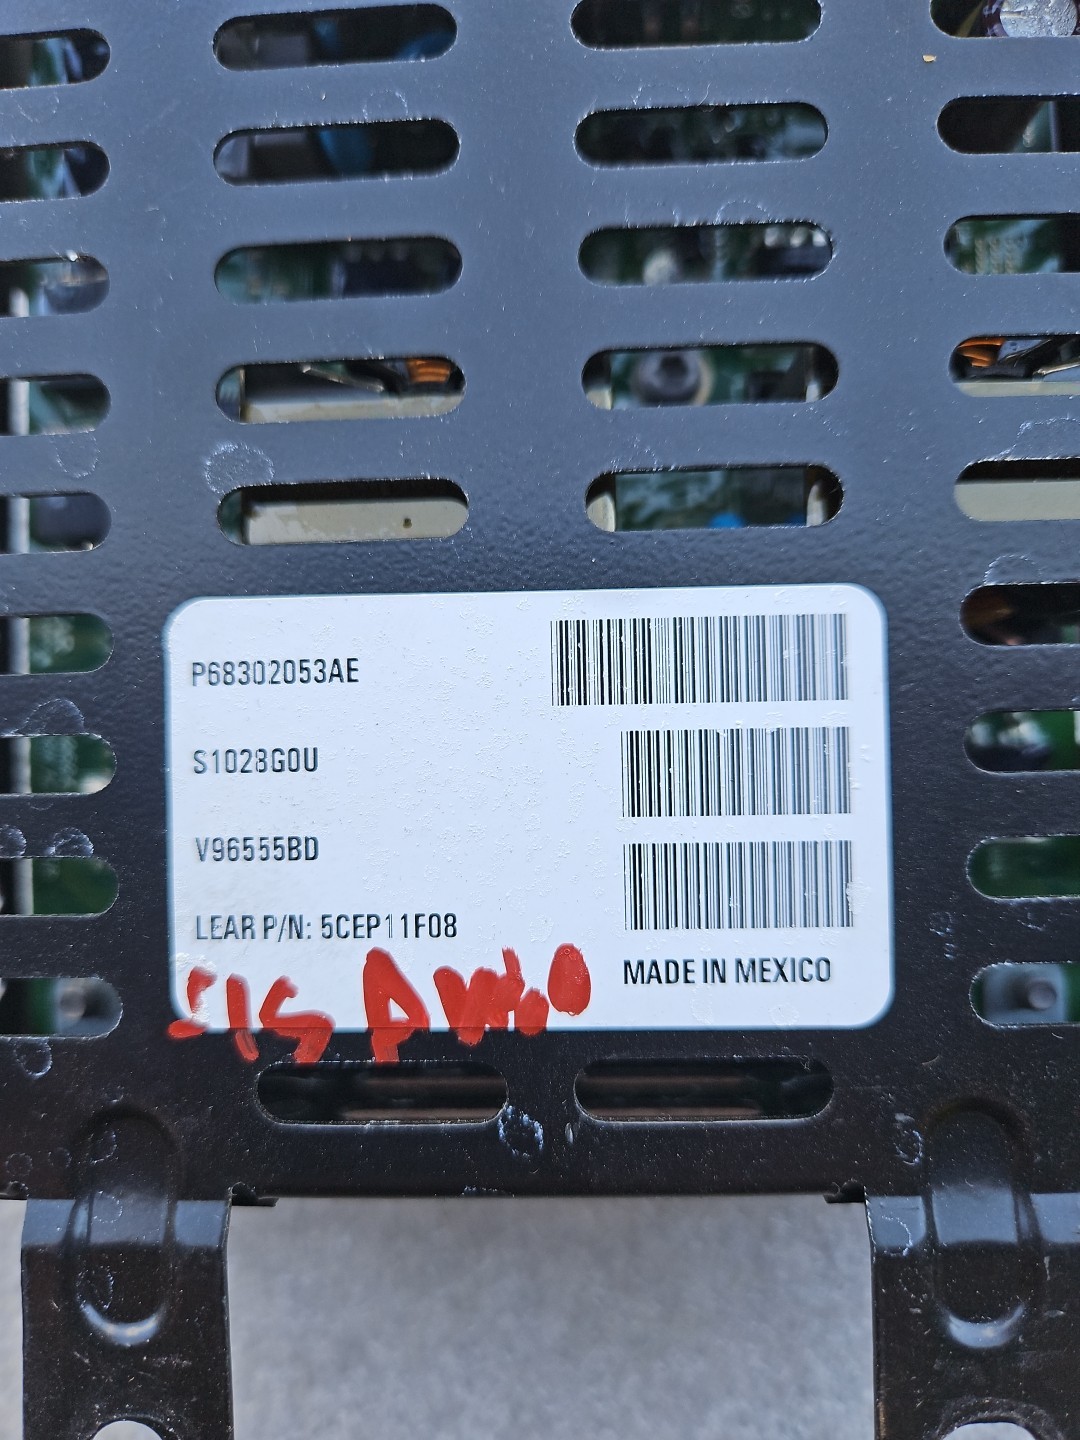 P68302053AE
S1028G0U
V96555BD
LEAR P/N: 5CEP11F08
MADE IN MEXICO